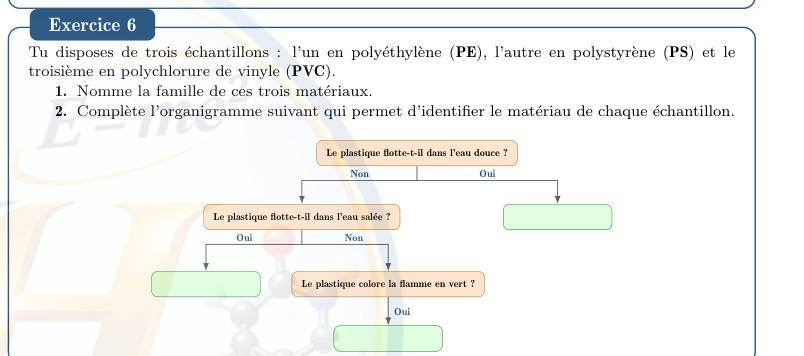 Exercice 6
Tu disposes de trois échantillons : l'un en polyéthylène (PE), l'autre en polystyrène (PS) et le
troisième en polychlorure de vinyle (PVC).
1. Nomme la famille de ces trois matériaux.
2. Complète l'organigramme suivant qui permet d'identifier le matériau de chaque échantillon.
Le plastique flotte-t-il dans l'eau douce ?
Non
Oui
Le plastique flotte-t-il dans l'eau salée ?
Oui
Non
Le plastique colore la flamme en vert ?
Oui
E=mc²